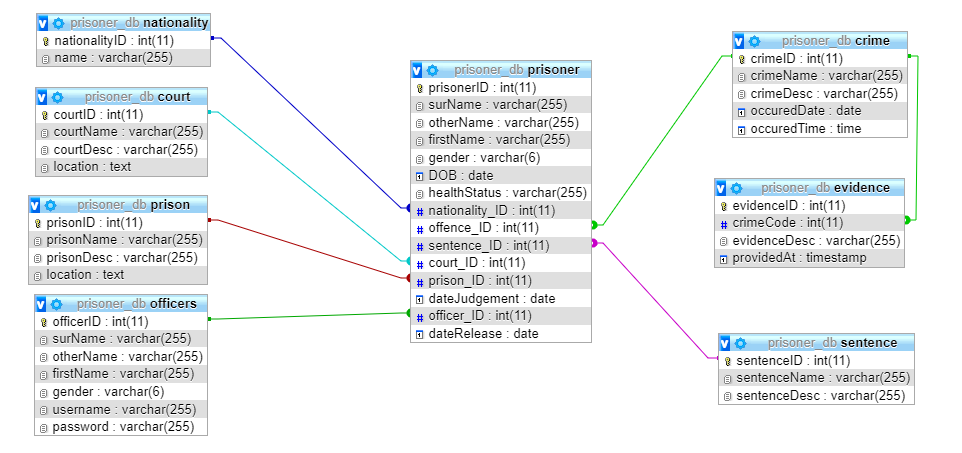 prisoner_db nationality
nationalityID : int(11)
name : varchar(255)
prisoner_db court
courtID : int(11)
courtName : varchar(255)
courtDesc : varchar(255)
location : text
prisoner_db prison
prisonID : int(11)
prisonName : varchar(255)
prisonDesc : varchar(255)
location : text
prisoner_db officers
officerID : int(11)
surName : varchar(255)
otherName : varchar(255)
firstName : varchar(255)
gender : varchar(6)
username : varchar(255)
password : varchar(255)
prisoner_db prisoner
prisonerID : int(11)
surName : varchar(255)
otherName : varchar(255)
firstName : varchar(255)
gender : varchar(6)
DOB : date
healthStatus : varchar(255)
nationality_ID : int(11)
offence_ID : int(11)
sentence_ID : int(11)
court_ID : int(11)
prison_ID : int(11)
dateJudgement : date
officer_ID : int(11)
dateRelease : date
prisoner_db crime
crimeID : int(11)
crimeName : varchar(255)
crimeDesc : varchar(255)
occuredDate : date
occuredTime : time
prisoner_db evidence
evidenceID : int(11)
crimeCode : int(11)
evidenceDesc : varchar(255)
providedAt : timestamp
prisoner_db sentence
sentenceID : int(11)
sentenceName : varchar(255)
sentenceDesc : varchar(255)